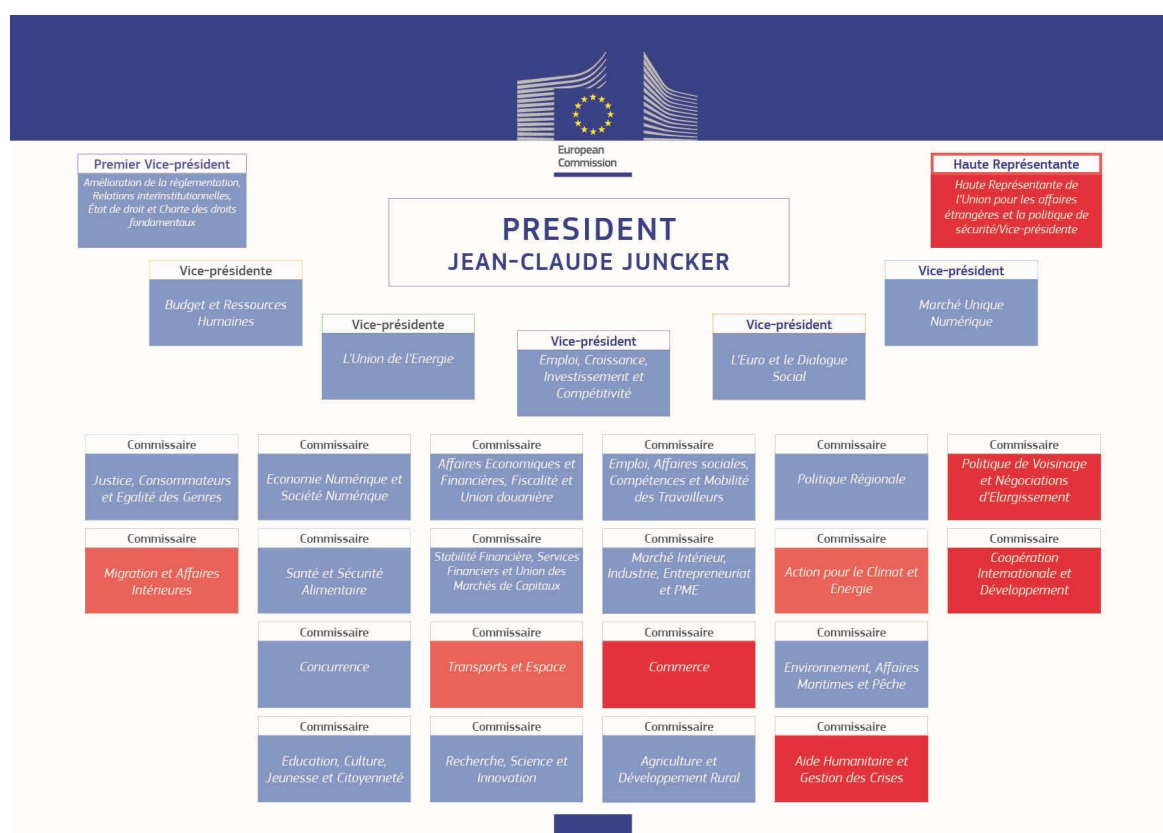 European
Commission
Premier Vice-président
Amélioration de la règlementation,
Relations interinstitutionnelles,
État de droit et Charte des droits
fondamentaux
PRESIDENT
JEAN-CLAUDE JUNCKER
Haute Représentante
Haute Représentante de
l'Union pour les affaires
étrangères et la politique de
sécurité/Vice-présidente
Vice-présidente
Budget et Ressources
Humaines
Vice-présidente
L'Union de l'Energie
Vice-président
Emploi, Croissance,
Investissement et
Compétitivité
Vice-président
L'Euro et le Dialogue
Social
Vice-président
Marché Unique
Numérique
Commissaire
Justice, Consommateurs
et Egalité des Genres
Commissaire
Economie Numérique et
Société Numérique
Commissaire
Affaires Economiques et
Financières, Fiscalité et
Union douanière
Commissaire
Emploi, Affaires sociales,
Compétences et Mobilité
des Travailleurs
Commissaire
Politique Régionale
Commissaire
Politique de Voisinage
et Négociations
d'Elargissement
Commissaire
Migration et Affaires
Intérieures
Commissaire
Santé et Sécurité
Alimentaire
Commissaire
Stabilité Financière, Services
Financiers et Union des
Marchés de Capitaux
Commissaire
Marché Intérieur,
Industrie, Entrepreneuriat
et PME
Commissaire
Action pour le Climat et
Energie
Commissaire
Coopération
Internationale et
Développement
Commissaire
Concurrence
Commissaire
Transports et Espace
Commissaire
Commerce
Commissaire
Environnement, Affaires
Maritimes et Pêche
Commissaire
Education, Culture,
Jeunesse et Citoyenneté
Commissaire
Recherche, Science et
Innovation
Commissaire
Agriculture et
Développement Rural
Commissaire
Aide Humanitaire et
Gestion des Crises